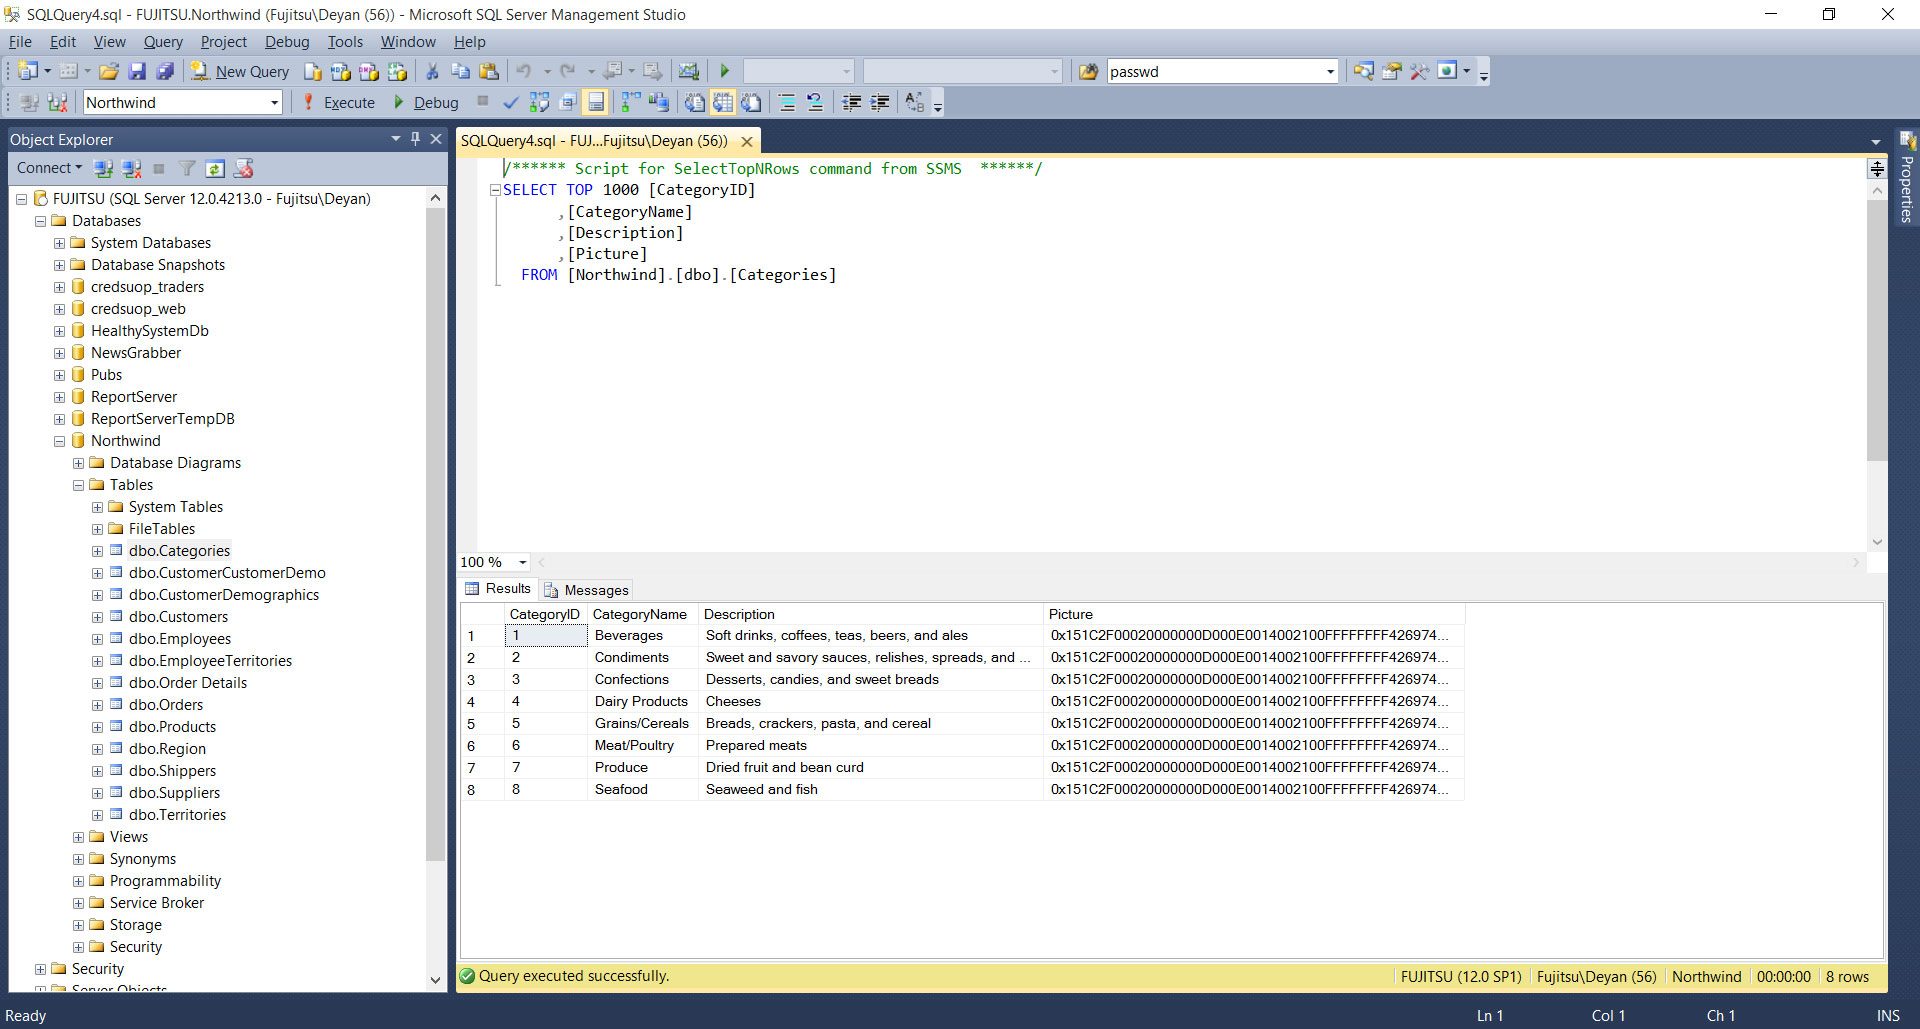 SQLQuery4.sql - FUJITSU.Northwind (Fujitsu\Deyan (56)) - Microsoft SQL Server Management Studio
File Edit View Query Project Debug Tools Window Help
New Query passwd
Northwind Execute Debug
Object Explorer
Connect
FUJITSU (SQL Server 12.0.4213.0 - Fujitsu\Deyan)
Databases
System Databases
Database Snapshots
credsuop_traders
credsuop_web
HealthySystemDb
NewsGrabber
Pubs
ReportServer
ReportServerTempDB
Northwind
Database Diagrams
Tables
System Tables
FileTables
dbo.Categories
dbo.CustomerCustomerDemo
dbo.CustomerDemographics
dbo.Customers
dbo.Employees
dbo.EmployeeTerritories
dbo.Order Details
dbo.Orders
dbo.Products
dbo.Region
dbo.Shippers
dbo.Suppliers
dbo.Territories
Views
Synonyms
Programmability
Service Broker
Storage
Security
Security
Server Objects
SQLQuery4.sql - FUJ...Fujitsu\Deyan (56))
/****** Script for SelectTopNRows command from SSMS ******/
SELECT TOP 1000 [CategoryID]
,[CategoryName]
,[Description]
,[Picture]
FROM [Northwind].[dbo].[Categories]
100 %
Results Messages
CategoryID CategoryName Description Picture
1 1 Beverages Soft drinks, coffees, teas, beers, and ales 0x151C2F00020000000D000E0014002100FFFFFFFF426974...
2 2 Condiments Sweet and savory sauces, relishes, spreads, and ... 0x151C2F00020000000D000E0014002100FFFFFFFF426974...
3 3 Confections Desserts, candies, and sweet breads 0x151C2F00020000000D000E0014002100FFFFFFFF426974...
4 4 Dairy Products Cheeses 0x151C2F00020000000D000E0014002100FFFFFFFF426974...
5 5 Grains/Cereals Breads, crackers, pasta, and cereal 0x151C2F00020000000D000E0014002100FFFFFFFF426974...
6 6 Meat/Poultry Prepared meats 0x151C2F00020000000D000E0014002100FFFFFFFF426974...
7 7 Produce Dried fruit and bean curd 0x151C2F00020000000D000E0014002100FFFFFFFF426974...
8 8 Seafood Seaweed and fish 0x151C2F00020000000D000E0014002100FFFFFFFF426974...
Query executed successfully. FUJITSU (12.0 SP1) Fujitsu\Deyan (56) Northwind 00:00:00 8 rows
Properties
Ready Ln 1 Col 1 Ch 1 INS